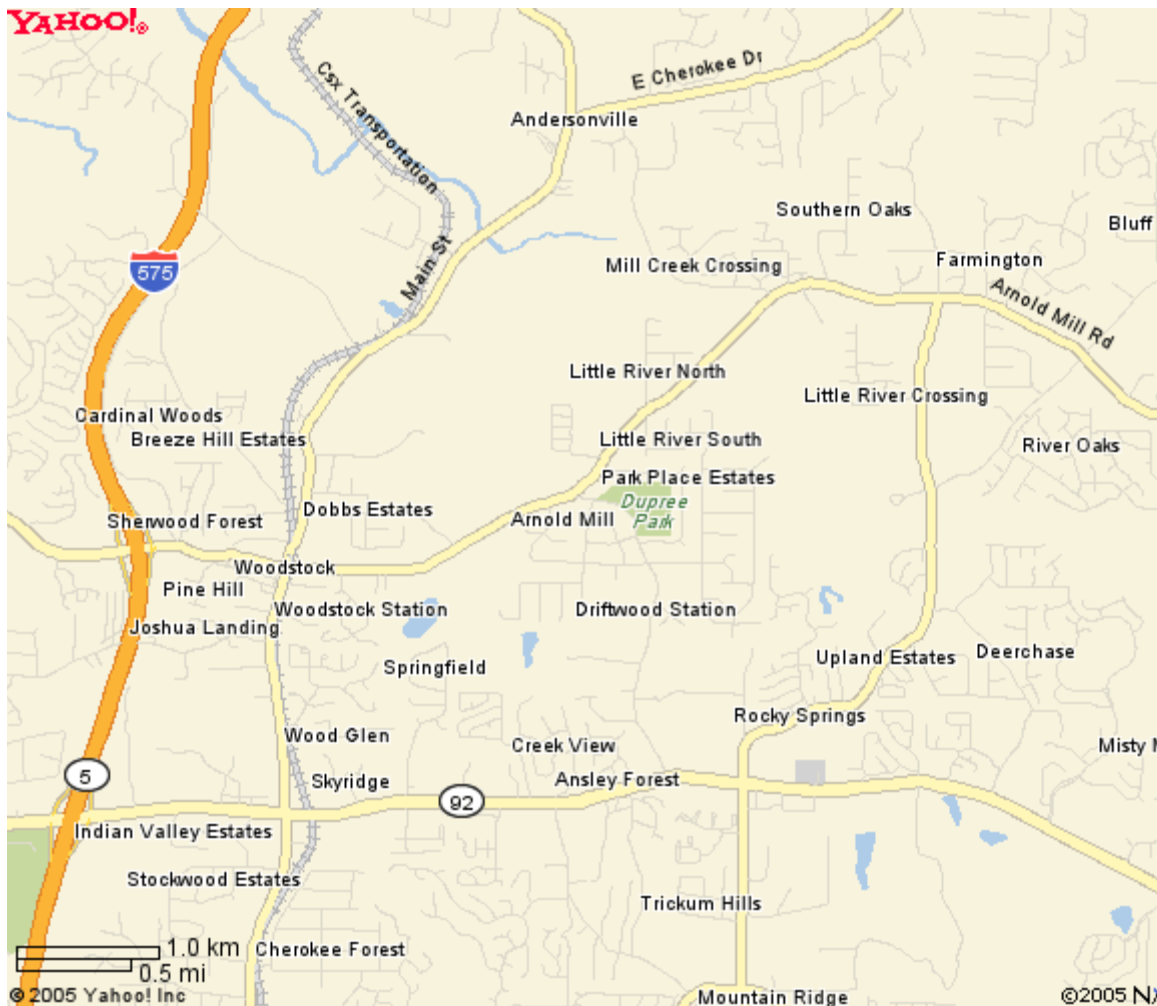 YAHOO!®
E Cherokee Dr
Csx Transportation
Andersonville
Southern Oaks
Bluff
Main St
Mill Creek Crossing
Farmington
575
Arnold Mill Rd
Little River North
Little River Crossing
Cardinal Woods
Breeze Hill Estates
Little River South
River Oaks
Park Place Estates
Dupree
Park
Dobbs Estates
Sherwood Forest
Arnold Mill
Woodstock
Pine Hill
Woodstock Station
Driftwood Station
Joshua Landing
Springfield
Upland Estates
Deerchase
Rocky Springs
Wood Glen
Creek View
Misty
5
Skyridge
Ansley Forest
92
Indian Valley Estates
Stockwood Estates
Trickum Hills
1.0 km
Cherokee Forest
0.5 mi
© 2005 Yahoo! Inc
Mountain Ridge
©2005 N